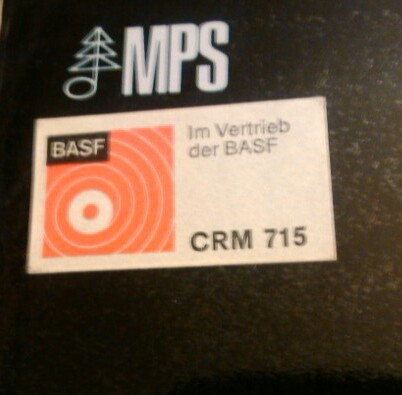 MPS
BASF
Im Vertrieb
der BASF
CRM 715